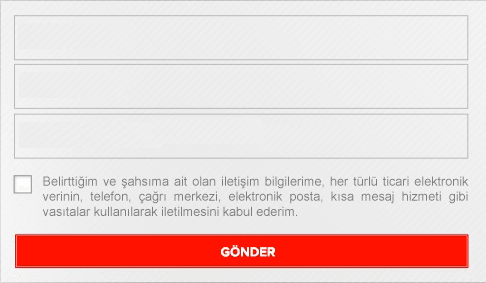 Belirttiğim ve şahsıma ait olan iletişim bilgilerime, her türlü ticari elektronik
verinin, telefon, çağrı merkezi, elektronik posta, kısa mesaj hizmeti gibi
vasıtalar kullanılarak iletilmesini kabul ederim.
GÖNDER